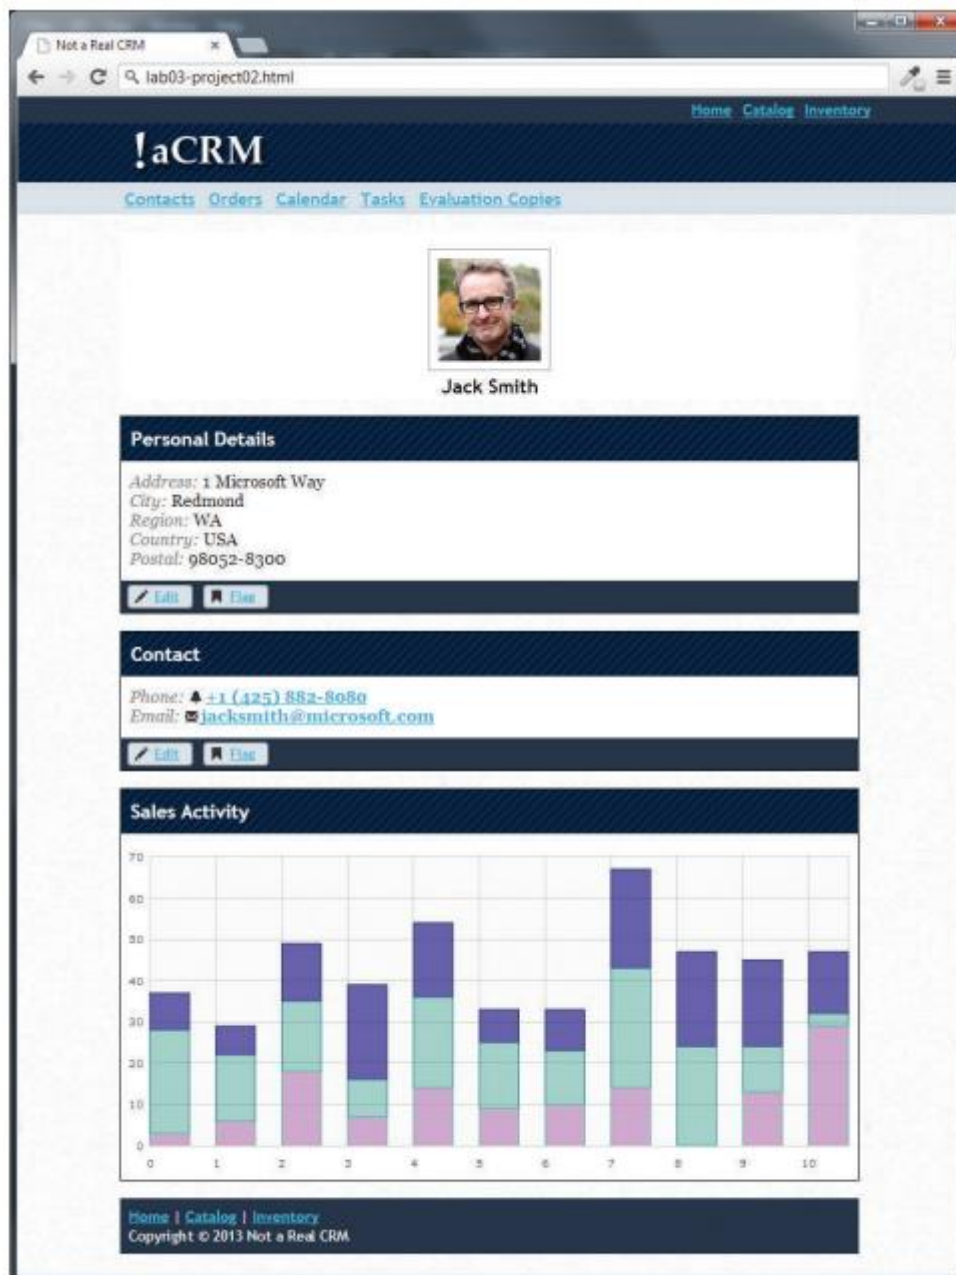 Not a Real CRM
lab03-project02.html
Home Catalog Inventory
!aCRM
Contacts Orders Calendar Tasks Evaluation Copies
Jack Smith
Personal Details
Address: 1 Microsoft Way
City: Redmond
Region: WA
Country: USA
Postal: 98052-8300
Edit Flag
Contact
Phone: +1 (425) 882-8080
Email: jacksmith@microsoft.com
Edit Flag
Sales Activity
70
60
50
40
30
20
10
0
0 1 2 3 4 5 6 7 8 9 10
Home | Catalog | Inventory
Copyright © 2013 Not a Real CRM